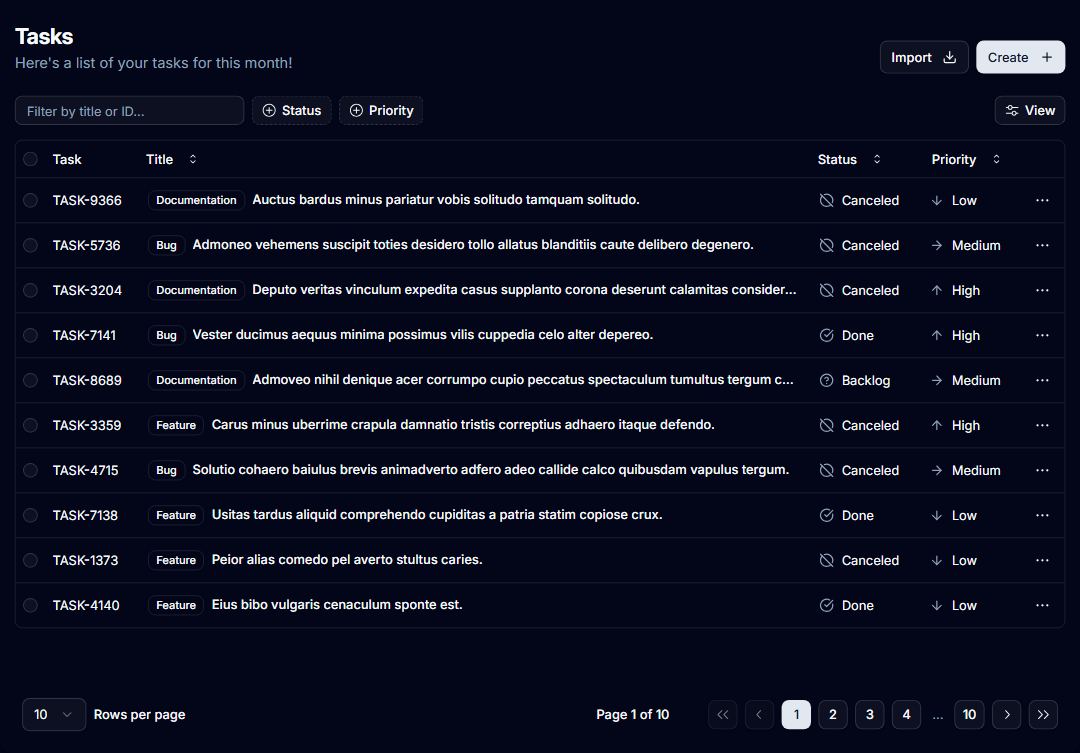 Tasks
Here's a list of your tasks for this month!
Import
Create
Filter by title or ID...
Status
Priority
View
Task Title Status Priority
TASK-9366 Documentation Auctus bardus minus pariatur vobis solitudo tamquam solitudo. Canceled Low
TASK-5736 Bug Admoneo vehemens suscipit toties desidero tollo allatus blanditiis caute delibero degenero. Canceled Medium
TASK-3204 Documentation Deputo veritas vinculum expedita casus supplanto corona deserunt calamitas consider... Canceled High
TASK-7141 Bug Vester ducimus aequus minima possimus vilis cuppedia celo alter depereo. Done High
TASK-8689 Documentation Admoveo nihil denique acer corrumpo cupio peccatus spectaculum tumultus tergum c... Backlog Medium
TASK-3359 Feature Carus minus uberrime crapula damnatio tristis correptius adhaero itaque defendo. Canceled High
TASK-4715 Bug Solutio cohaero baiulus brevis animadverto adfero adeo callide calco quibusdam vapulus tergum. Canceled Medium
TASK-7138 Feature Usitas tardus aliquid comprehendo cupiditas a patria statim copiose crux. Done Low
TASK-1373 Feature Peior alias comedo pel averto stultus caries. Canceled Low
TASK-4140 Feature Eius bibo vulgaris cenaculum sponte est. Done Low
10 Rows per page Page 1 of 10 1 2 3 4 ... 10